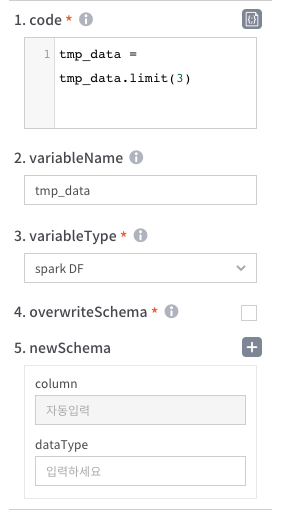 1. code *
1 tmp_data =
tmp_data.limit(3)
2. variableName
tmp_data
3. variableType *
spark DF
4. overwriteSchema *
5. newSchema
column
자동입력
dataType
입력하세요